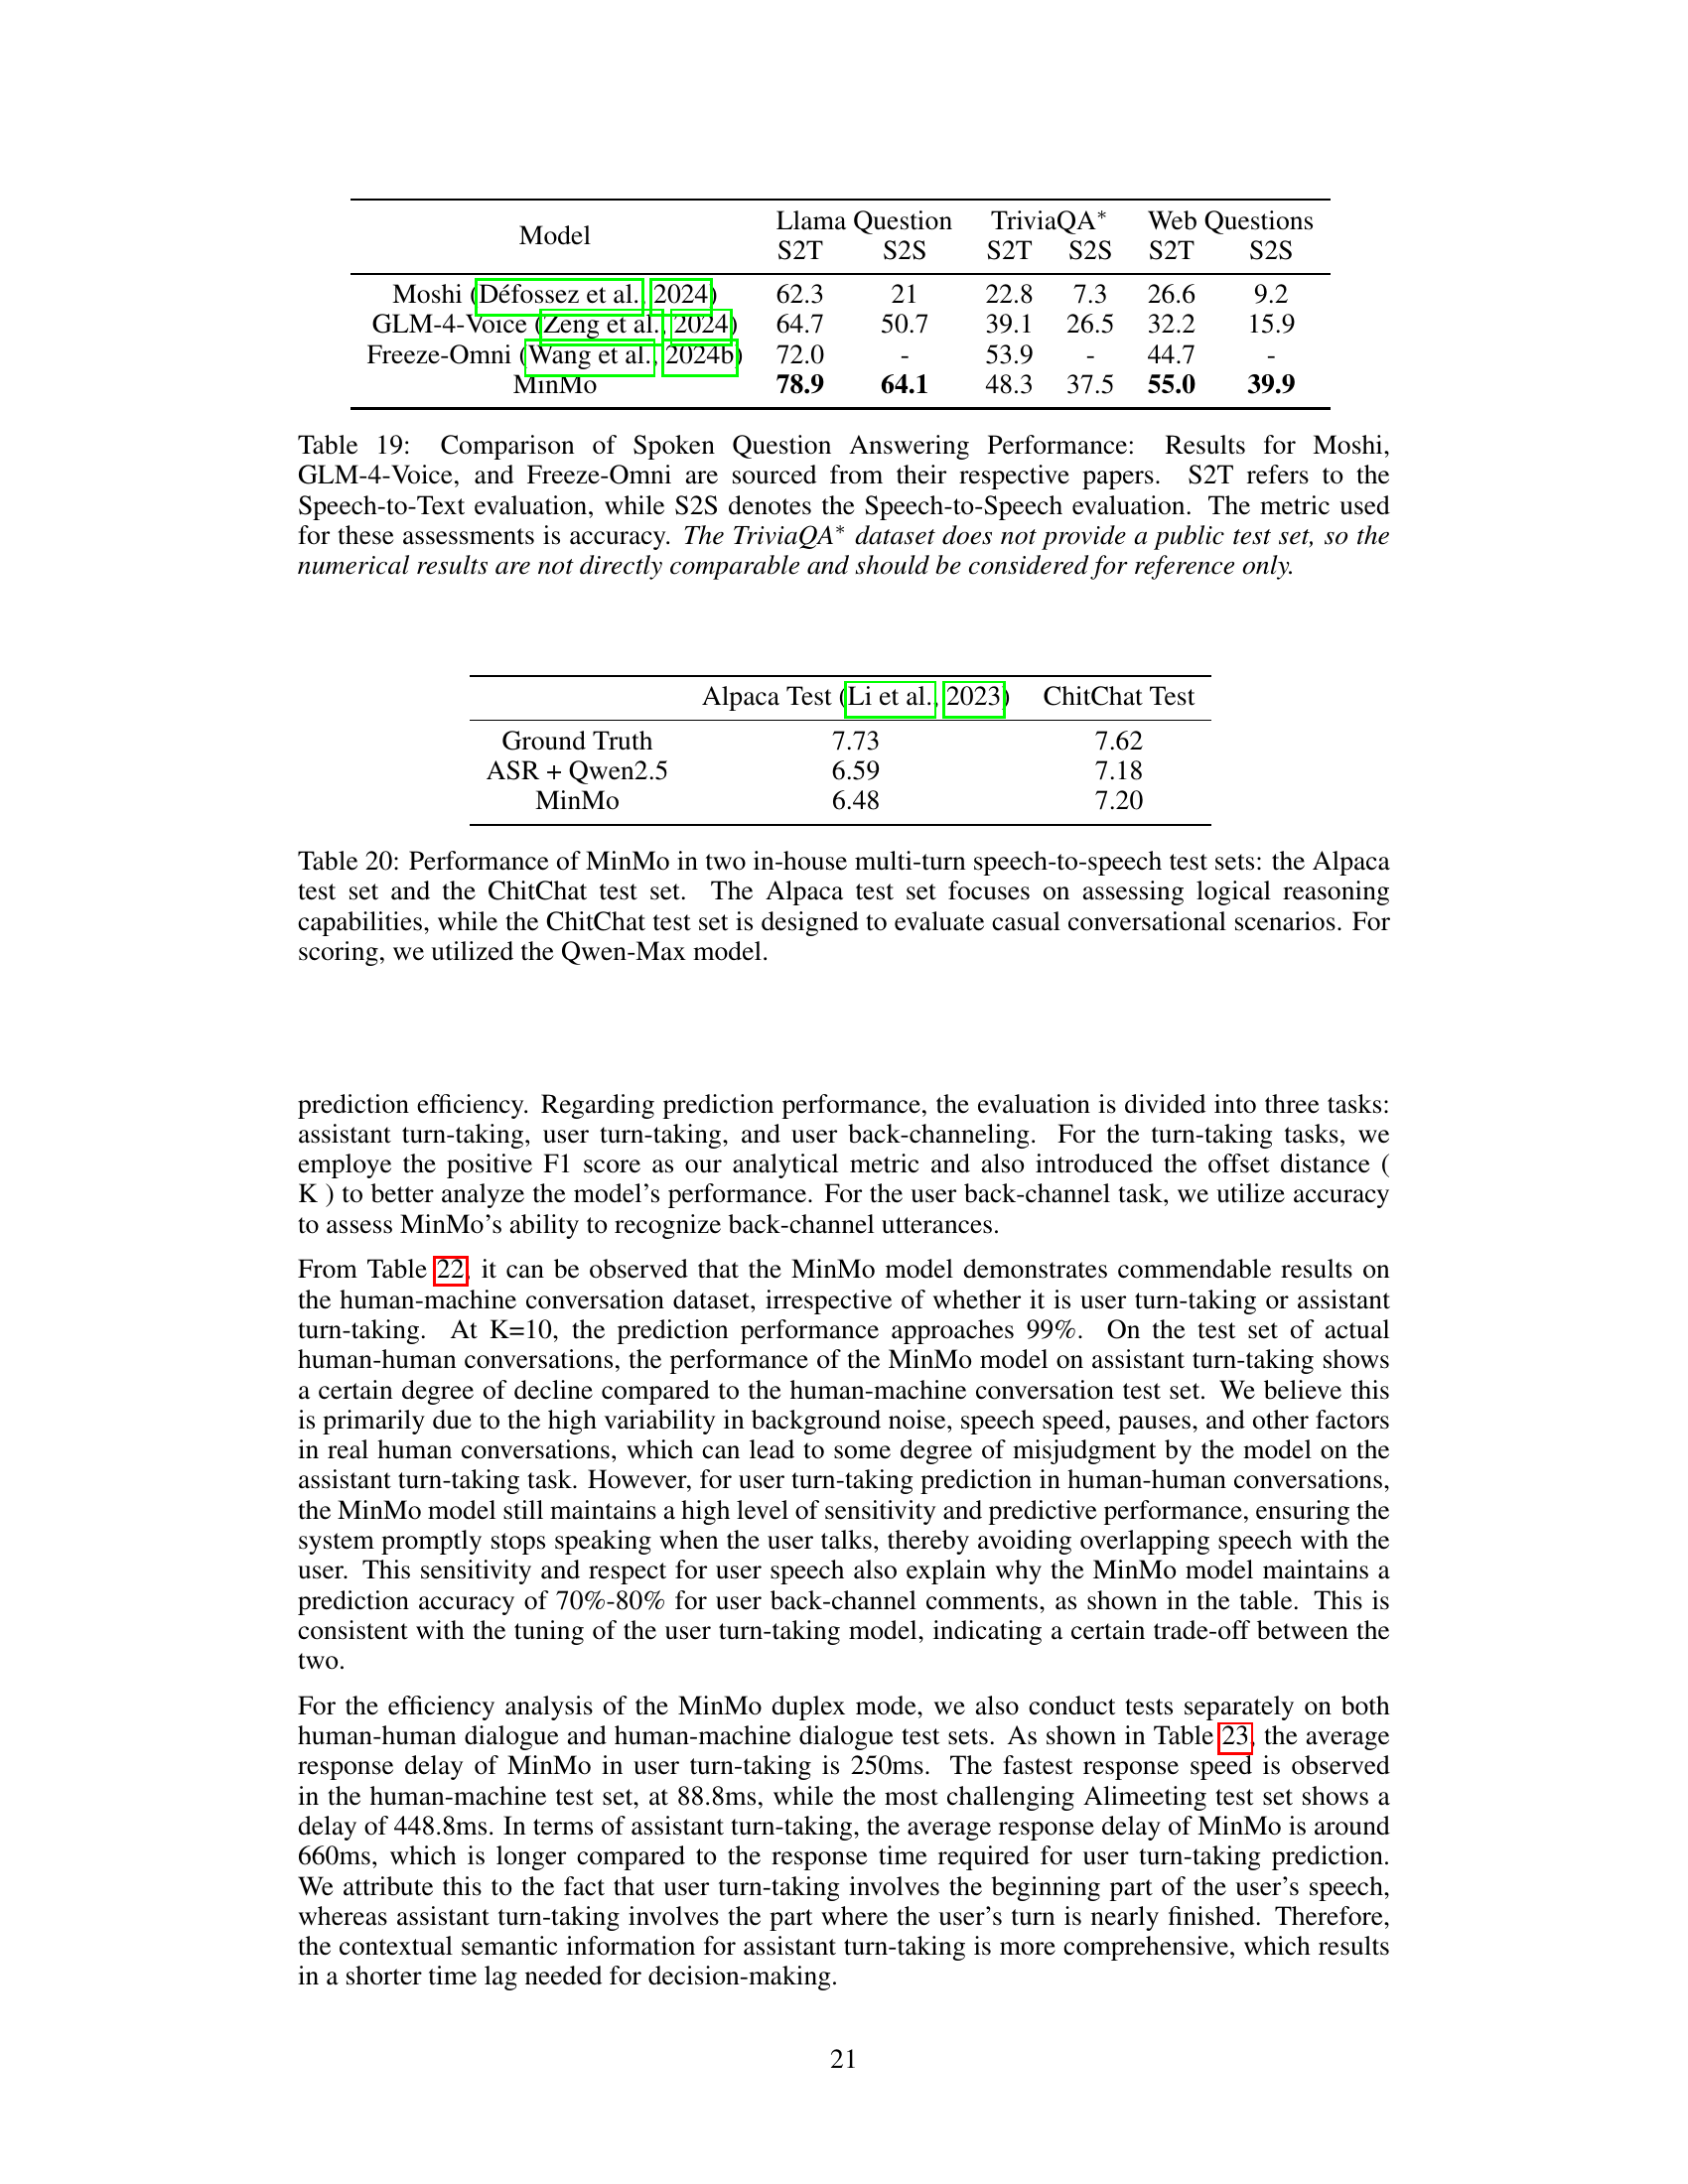 Model Llama Question TriviaQA* Web Questions
S2T S2S S2T S2S S2T S2S
Moshi (Défossez et al., 2024) 62.3 21 22.8 7.3 26.6 9.2
GLM-4-Voice (Zeng et al., 2024) 64.7 50.7 39.1 26.5 32.2 15.9
Freeze-Omni (Wang et al., 2024b) 72.0 - 53.9 - 44.7 -
MinMo 78.9 64.1 48.3 37.5 55.0 39.9
Table 19: Comparison of Spoken Question Answering Performance: Results for Moshi,
GLM-4-Voice, and Freeze-Omni are sourced from their respective papers. S2T refers to the
Speech-to-Text evaluation, while S2S denotes the Speech-to-Speech evaluation. The metric used
for these assessments is accuracy. The TriviaQA* dataset does not provide a public test set, so the
numerical results are not directly comparable and should be considered for reference only.
Alpaca Test (Li et al., 2023) ChitChat Test
Ground Truth 7.73 7.62
ASR + Qwen2.5 6.59 7.18
MinMo 6.48 7.20
Table 20: Performance of MinMo in two in-house multi-turn speech-to-speech test sets: the Alpaca
test set and the ChitChat test set. The Alpaca test set focuses on assessing logical reasoning
capabilities, while the ChitChat test set is designed to evaluate casual conversational scenarios. For
scoring, we utilized the Qwen-Max model.
prediction efficiency. Regarding prediction performance, the evaluation is divided into three tasks:
assistant turn-taking, user turn-taking, and user back-channeling. For the turn-taking tasks, we
employe the positive F1 score as our analytical metric and also introduced the offset distance (
K ) to better analyze the model's performance. For the user back-channel task, we utilize accuracy
to assess MinMo's ability to recognize back-channel utterances.
From Table 22, it can be observed that the MinMo model demonstrates commendable results on
the human-machine conversation dataset, irrespective of whether it is user turn-taking or assistant
turn-taking. At K=10, the prediction performance approaches 99%. On the test set of actual
human-human conversations, the performance of the MinMo model on assistant turn-taking shows
a certain degree of decline compared to the human-machine conversation test set. We believe this
is primarily due to the high variability in background noise, speech speed, pauses, and other factors
in real human conversations, which can lead to some degree of misjudgment by the model on the
assistant turn-taking task. However, for user turn-taking prediction in human-human conversations,
the MinMo model still maintains a high level of sensitivity and predictive performance, ensuring the
system promptly stops speaking when the user talks, thereby avoiding overlapping speech with the
user. This sensitivity and respect for user speech also explain why the MinMo model maintains a
prediction accuracy of 70%-80% for user back-channel comments, as shown in the table. This is
consistent with the tuning of the user turn-taking model, indicating a certain trade-off between the
two.
For the efficiency analysis of the MinMo duplex mode, we also conduct tests separately on both
human-human dialogue and human-machine dialogue test sets. As shown in Table 23, the average
response delay of MinMo in user turn-taking is 250ms. The fastest response speed is observed
in the human-machine test set, at 88.8ms, while the most challenging Alimeeting test set shows a
delay of 448.8ms. In terms of assistant turn-taking, the average response delay of MinMo is around
660ms, which is longer compared to the response time required for user turn-taking prediction.
We attribute this to the fact that user turn-taking involves the beginning part of the user's speech,
whereas assistant turn-taking involves the part where the user's turn is nearly finished. Therefore,
the contextual semantic information for assistant turn-taking is more comprehensive, which results
in a shorter time lag needed for decision-making.
21